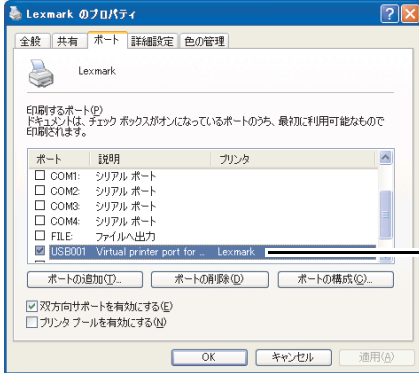 Lexmark のプロパティ
全般 共有 ポート 詳細設定 色の管理
Lexmark
印刷するポート(P)
ドキュメントは、チェック ボックスがオンになっているポートのうち、最初に利用可能なもので
印刷されます。
ポート 説明 プリンタ
COM1: シリアル ポート
COM2: シリアル ポート
COM3: シリアル ポート
COM4: シリアル ポート
FILE: ファイルへ出力
USB001 Virtual printer port for ... Lexmark
ポートの追加(T)... ポートの削除(D) ポートの構成(C)...
双方向サポートを有効にする(E)
プリンタ プールを有効にする(N)
OK キャンセル 適用(A)